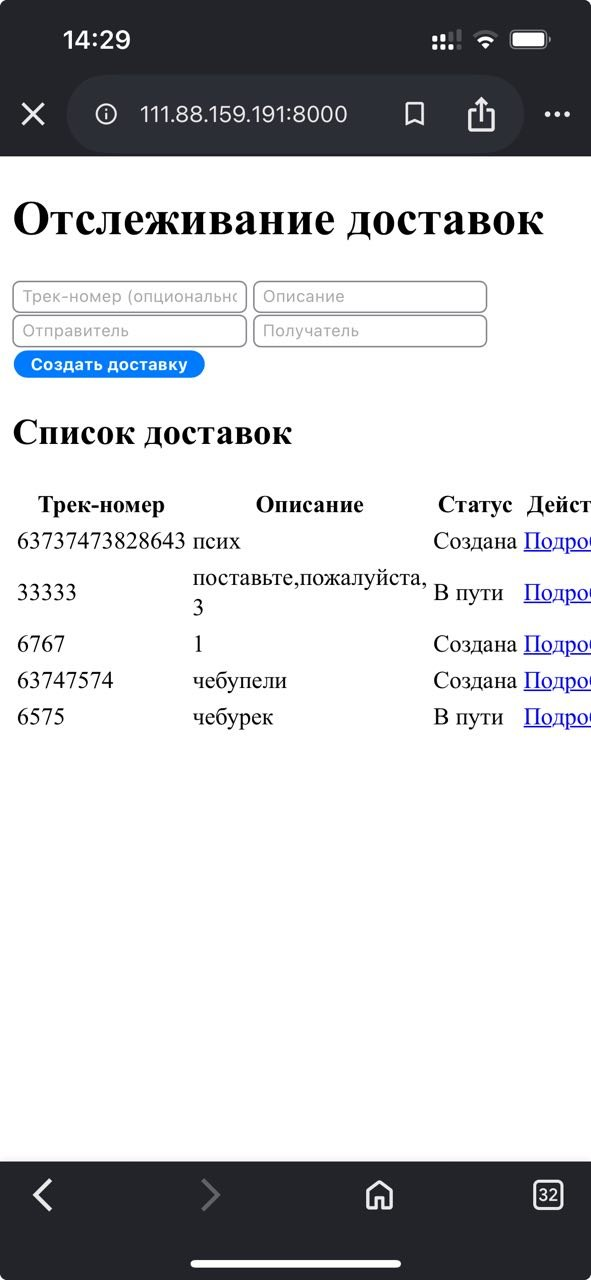 14:29
111.88.159.191:8000
Отслеживание доставок
Трек-номер (опционально Описание
Отправитель Получатель
Создать доставку
Список доставок
Трек-номер Описание Статус Дейст
63737473828643 псих Создана Подроб
33333 поставьте,пожалуйста, 3 В пути Подроб
6767 1 Создана Подроб
63747574 чебупели Создана Подроб
6575 чебурек В пути Подроб
32